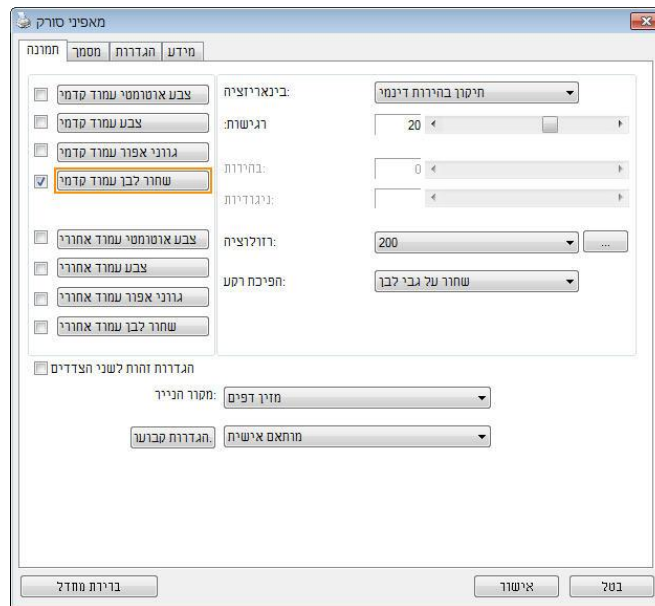 מאפיני סורק
תמונה
מסמך
הגדרות
מידע
צבע אוטומטי עמוד קדמי
צבע עמוד קדמי
גווני אפור עמוד קדמי
שחור לבן עמוד קדמי
צבע אוטומטי עמוד אחורי
צבע עמוד אחורי
גווני אפור עמוד אחורי
שחור לבן עמוד אחורי
בינאריזציה: תיקון בהירות דינמי
רגישות: 20
בהירות: 0
ניגודיות:
רזולוציה: 200 ...
הפיכת רקע: שחור על גבי לבן
הגדרות זהות לשני הצדדים
מקור הנייר: מזין דפים
הגדרות קבוער. מותאם אישית
ברירת מחדל
אישור
בטל